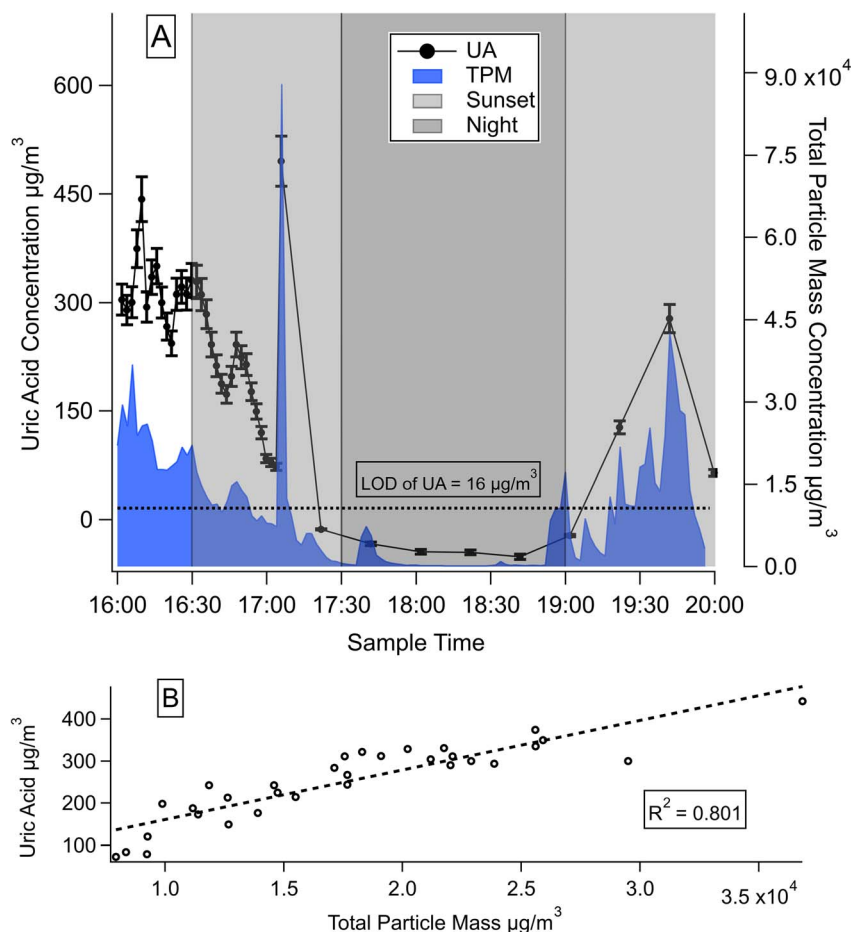 A
UA
TPM
Sunset
Night
600
450
300
150
0
Uric Acid Concentration µg/m³
9.0 x10⁴
7.5
6.0
4.5
3.0
1.5
0.0
Total Particle Mass Concentration µg/m³
LOD of UA = 16 µg/m³
16:00 16:30 17:00 17:30 18:00 18:30 19:00 19:30 20:00
Sample Time
B
400
300
200
100
Uric Acid µg/m³
R² = 0.801
1.0 1.5 2.0 2.5 3.0 3.5 x10⁴
Total Particle Mass µg/m³